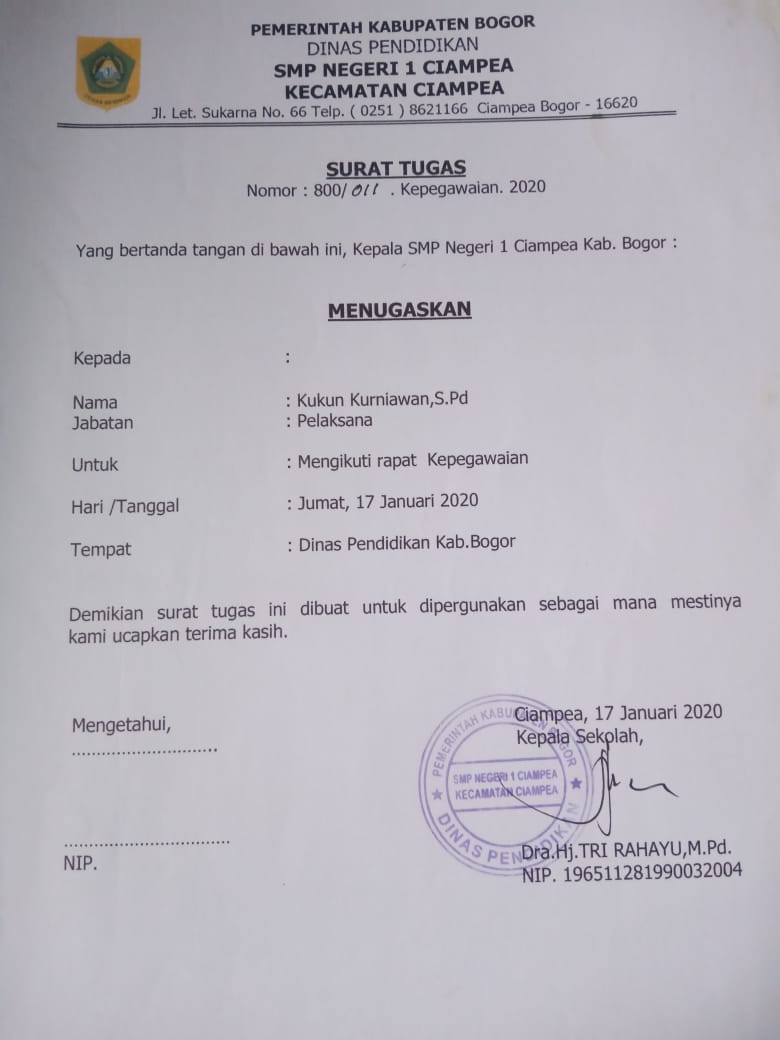 PEMERINTAH KABUPATEN BOGOR
DINAS PENDIDIKAN
SMP NEGERI 1 CIAMPEA
KECAMATAN CIAMPEA
Jl. Let. Sukarna No. 66 Telp. ( 0251 ) 8621166 Ciampea Bogor - 16620
SURAT TUGAS
Nomor : 800/ 011 . Kepegawaian. 2020
Yang bertanda tangan di bawah ini, Kepala SMP Negeri 1 Ciampea Kab. Bogor :
MENUGASKAN
Kepada :
Nama : Kukun Kurniawan,S.Pd
Jabatan : Pelaksana
Untuk : Mengikuti rapat Kepegawaian
Hari /Tanggal : Jumat, 17 Januari 2020
Tempat : Dinas Pendidikan Kab.Bogor
Demikian surat tugas ini dibuat untuk dipergunakan sebagai mana mestinya
kami ucapkan terima kasih.
Mengetahui,
............................
.................................
NIP.
Ciampea, 17 Januari 2020
Kepala Sekolah,
PEMERINTAH KABUPATEN BOGOR
SMP NEGERI 1 CIAMPEA
KECAMATAN CIAMPEA
DINAS PENDIDIKAN
Dra.Hj.TRI RAHAYU,M.Pd.
NIP. 196511281990032004